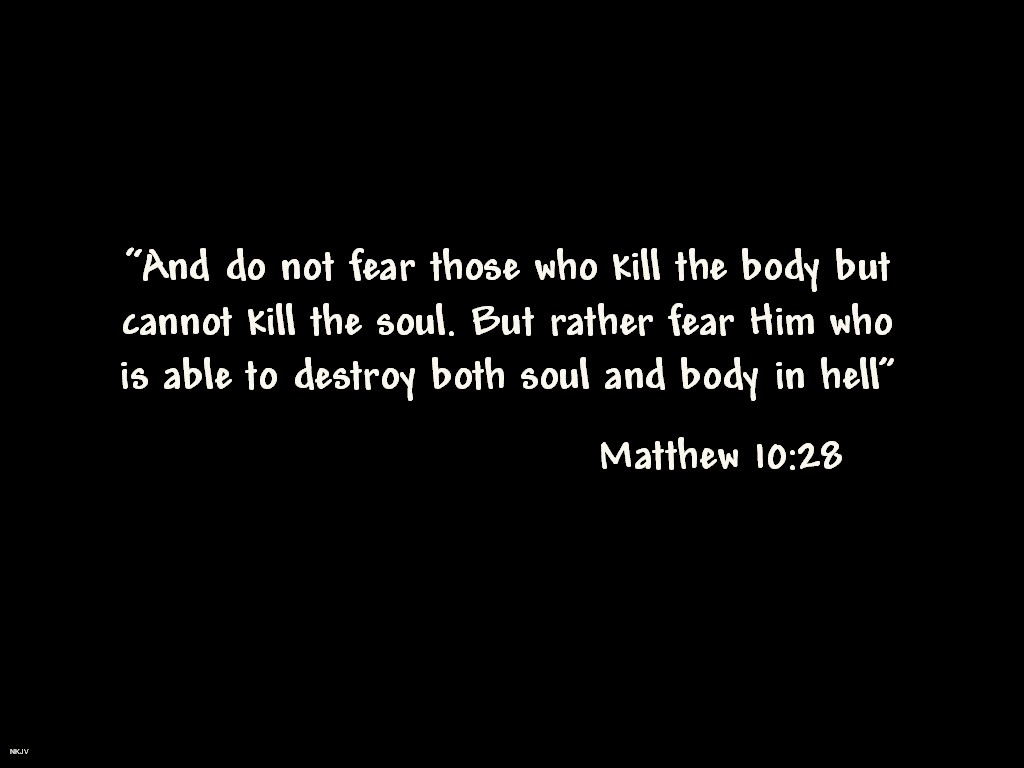 “And do not fear those who kill the body but
cannot kill the soul. But rather fear Him who
is able to destroy both soul and body in hell”
Matthew 10:28
NKJV